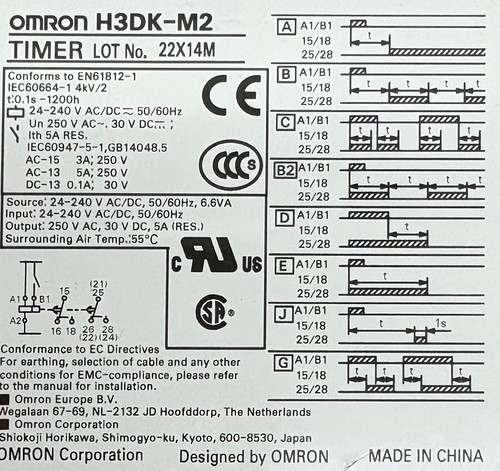 OMRON H3DK-M2
TIMER LOT No. 22X14M
Conforms to EN61812-1
IEC60664-1 4kV/2
t:0.1s -1200h
24-240 V AC/DC 50/60Hz
Un 250 V AC~, 30 V DC
Ith 5A RES.
IEC60947-5-1,GB14048.5
AC-15 3A; 250 V
AC-13 5A; 250 V
DC-13 0.1A; 30 V
CE
CCC S
Source: 24-240 V AC/DC, 50/60Hz, 6.6VA
Input: 24-240 V AC/DC, 50/60Hz
Output: 250 V AC, 30 V DC, 5A (RES.)
Surrounding Air Temp.:55°C
c RU US
SA
15 (21) 25
A1 B1
A2
16 18 26 28
(22) (24)
Conformance to EC Directives
For earthing, selection of cable and any other
conditions for EMC-compliance, please refer
to the manual for installation.
Omron Europe B.V.
Wegalaan 67-69, NL-2132 JD Hoofddorp, The Netherlands
Omron Corporation
Shiokoji Horikawa, Shimogyo-ku, Kyoto, 600-8530, Japan
OMRON Corporation Designed by OMRON MADE IN CHINA
A A1/B1
15/18 t
25/28
B A1/B1
15/18 t t t
25/28
C A1/B1
15/18 t t t t
25/28
B2 A1/B1
15/18 t t t
25/28
D A1/B1
15/18 t
25/28
E A1/B1
15/18 t
25/28
J A1/B1
15/18 t 1s
25/28
G A1/B1
15/18 t t t t
25/28